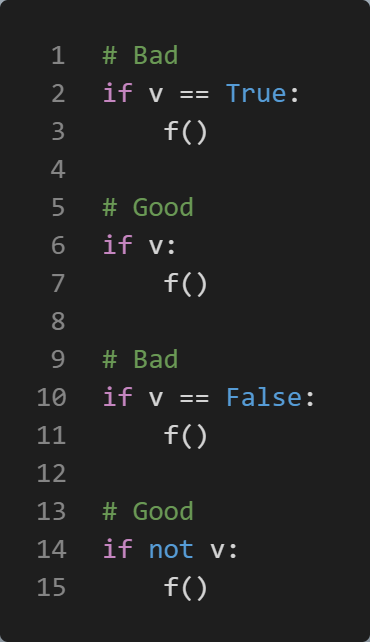 1 # Bad
2 if v == True:
3     f()
4
5 # Good
6 if v:
7     f()
8
9 # Bad
10 if v == False:
11     f()
12
13 # Good
14 if not v:
15     f()